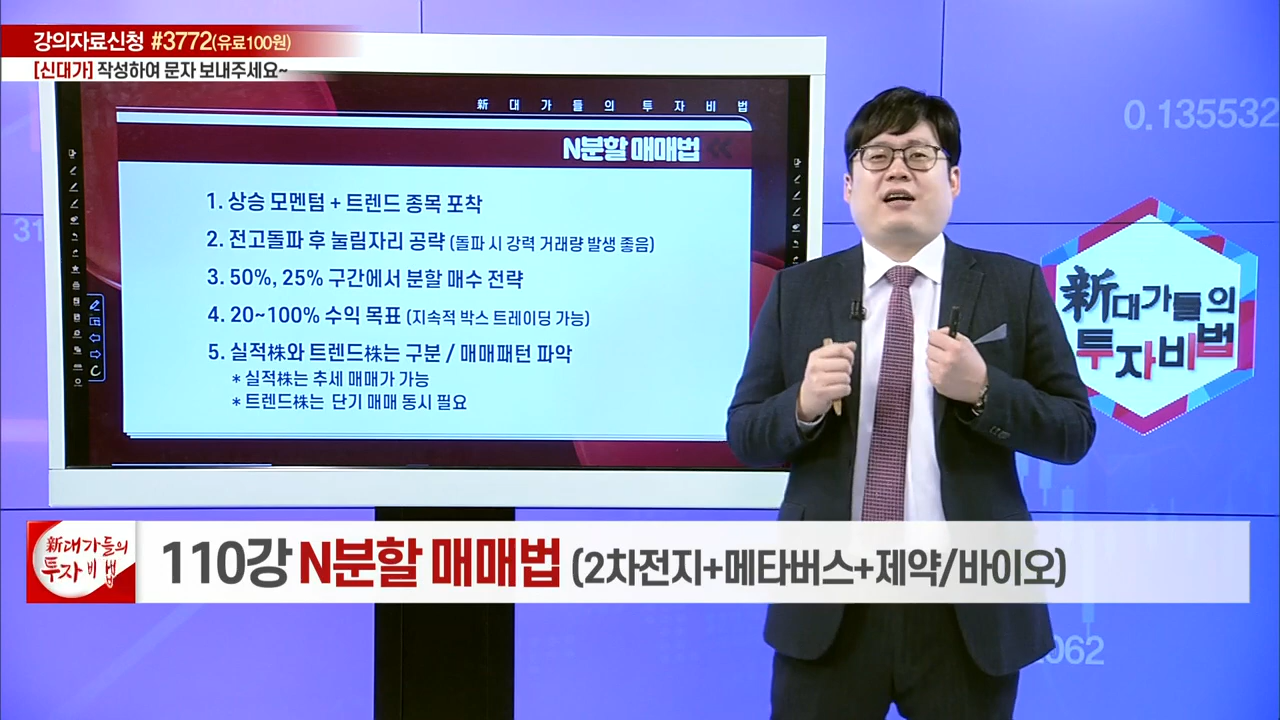 강의자료신청 #3772(유료100원)
[신대가] 작성하여 문자 보내주세요~
新대가들의 투자비법
N분할 매매법
1. 상승 모멘텀 + 트렌드 종목 포착
2. 전고돌파 후 눌림자리 공략 (돌파 시 강력 거래량 발생 좋음)
3. 50%, 25% 구간에서 분할 매수 전략
4. 20~100% 수익 목표 (지속적 박스 트레이딩 가능)
5. 실적株와 트렌드株는 구분 / 매매패턴 파악
* 실적株는 추세 매매가 가능
* 트렌드株는 단기 매매 동시 필요
0.135532
31
新대가들의
투자비법
新대가들의
투자비법
110강 N분할 매매법 (2차전지+메타버스+제약/바이오)
062